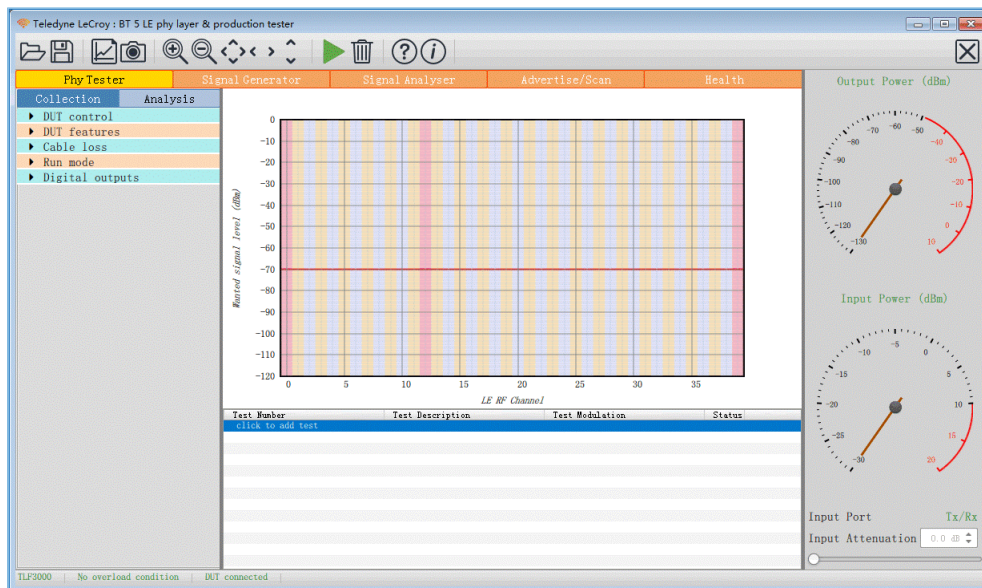 Teledyne LeCroy : BT 5 LE phy layer & production tester
Phy Tester Signal Generator Signal Analyser Advertise/Scan Health
Collection Analysis
DUT control
DUT features
Cable loss
Run mode
Digital outputs
Wanted signal level (dBm)
0
-10
-20
-30
-40
-50
-60
-70
-80
-90
-100
-110
-120
0 5 10 15 20 25 30 35
LE RF Channel
Test Number Test Description Test Modulation Status
click to add test
Output Power (dBm)
-130
-120
-110
-100
-90
-80
-70
-60
-50
-40
-20
-20
-10
0
10
Input Power (dBm)
-30
-25
-20
-15
-10
-5
0
5
10
15
20
Input Port Tx/Rx
Input Attenuation 0.0 dB
TLF3000 | No overload condition | DUT connected |